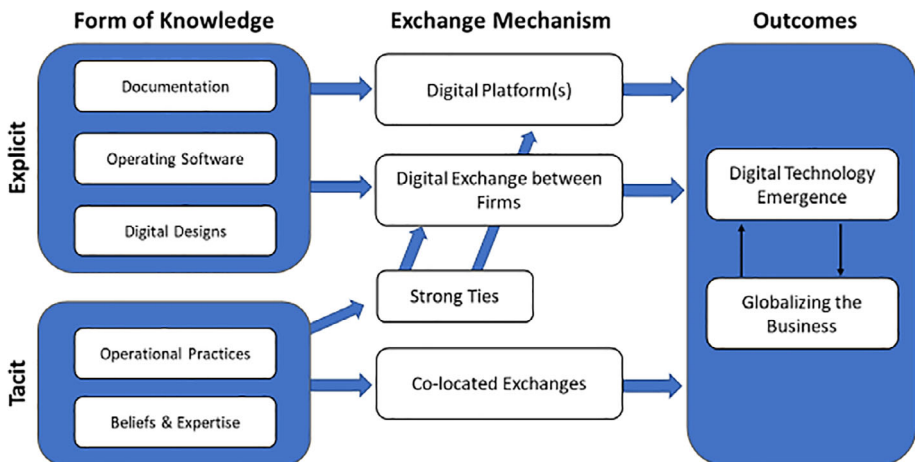 Form of Knowledge
Exchange Mechanism
Outcomes
Explicit
Documentation
Operating Software
Digital Designs
Digital Platform(s)
Digital Exchange between
Firms
Strong Ties
Tacit
Operational Practices
Beliefs & Expertise
Co-located Exchanges
Digital Technology
Emergence
Globalizing the
Business